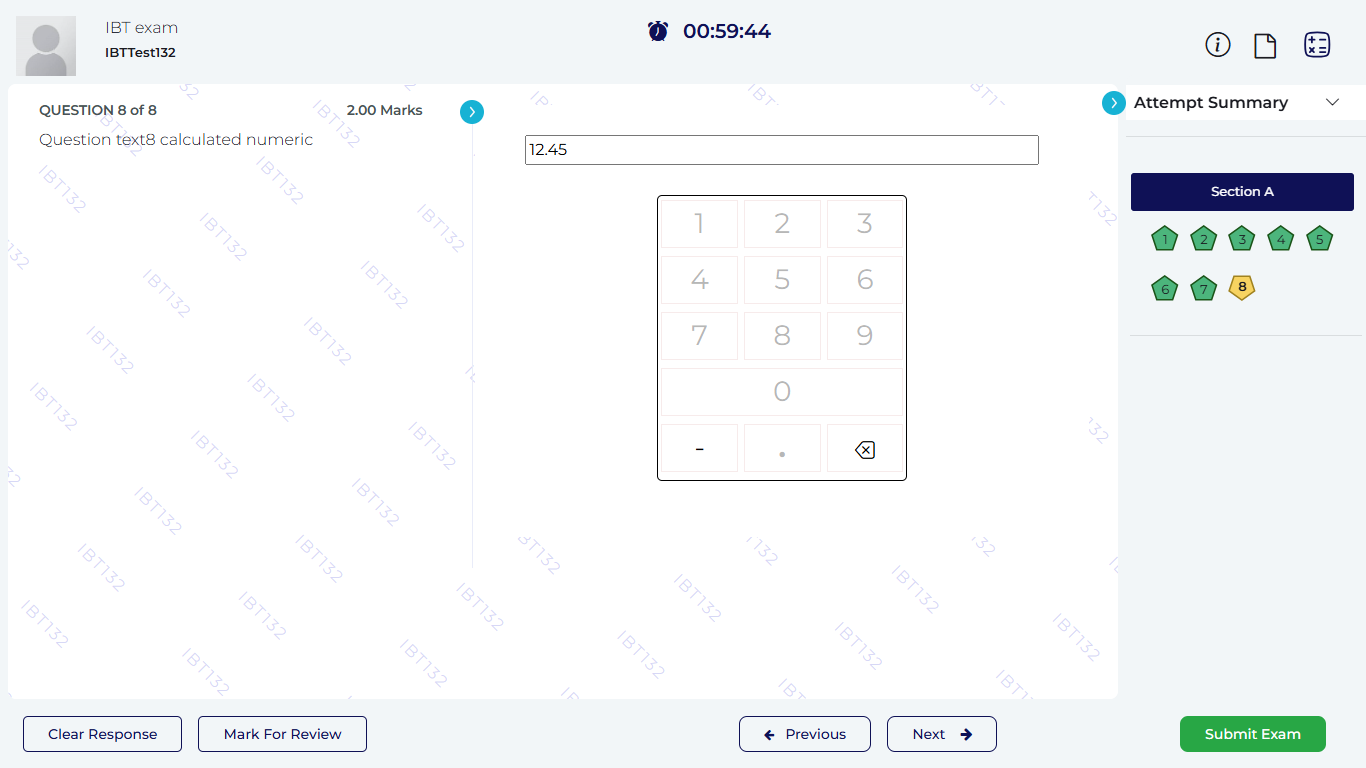 IBT exam
IBTTest132
00:59:44
QUESTION 8 of 8
2.00 Marks
Question text8 calculated numeric
12.45
1 2 3
4 5 6
7 8 9
0
- .
Attempt Summary
Section A
1 2 3 4 5
6 7 8
IBT132
Clear Response
Mark For Review
Previous
Next
Submit Exam